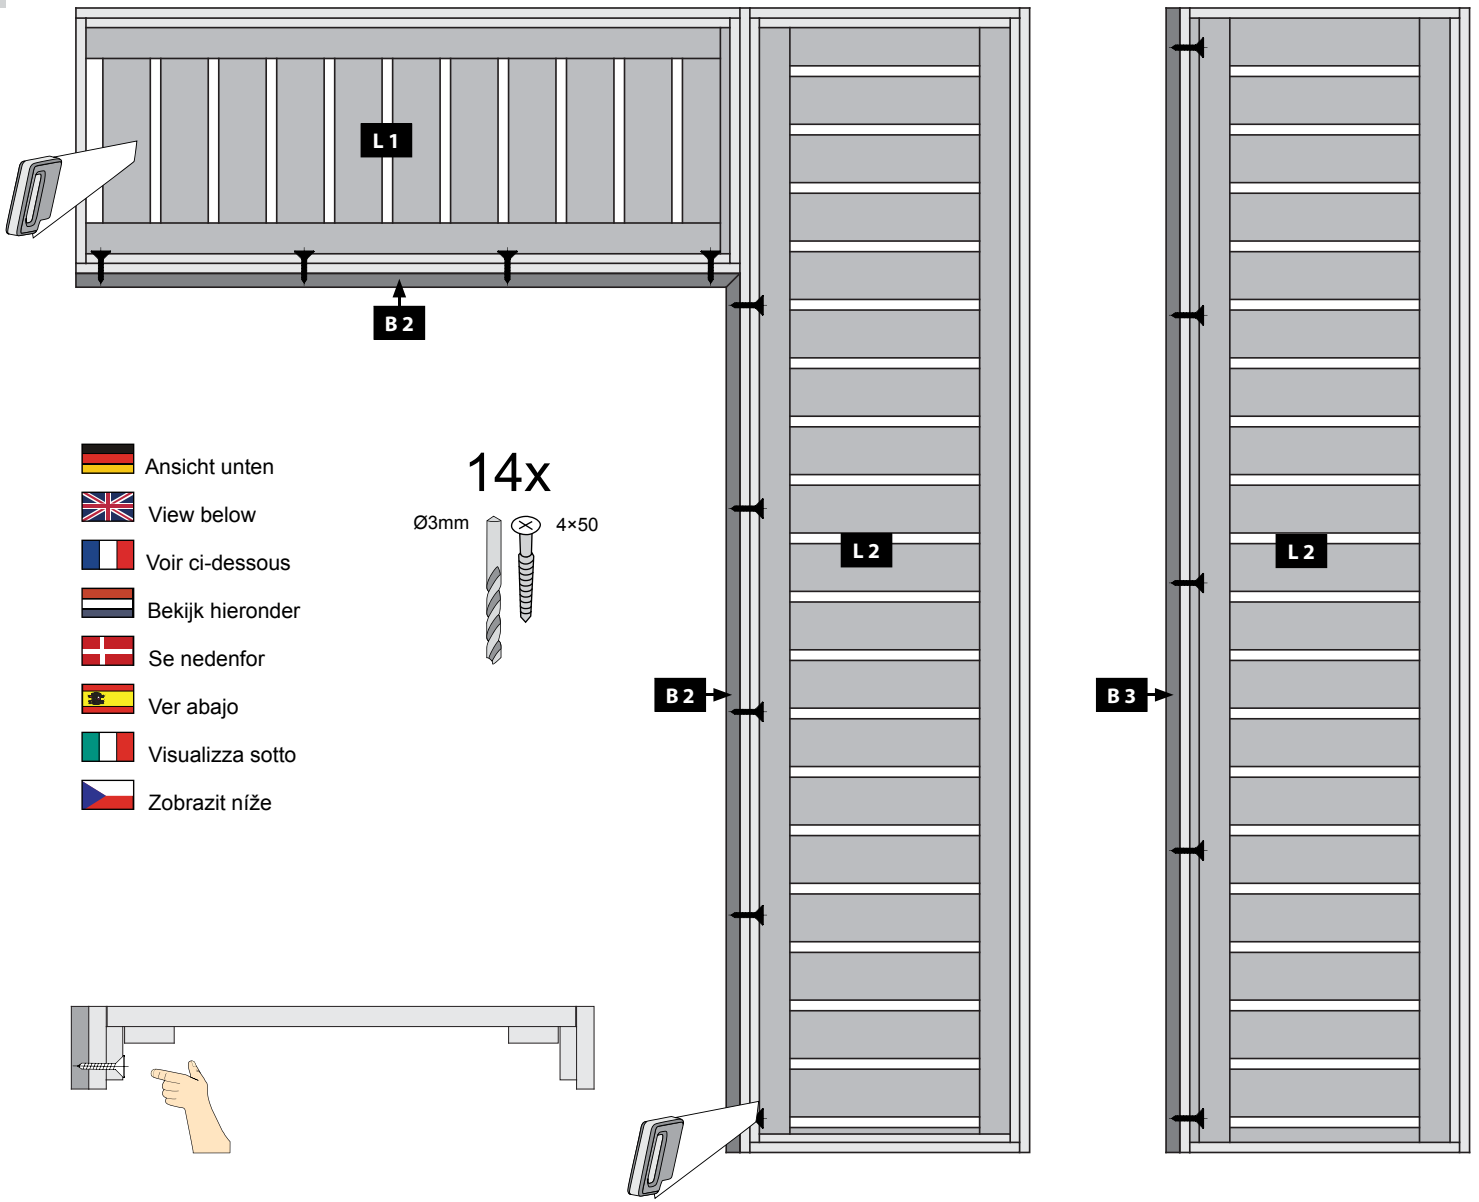 L 1
B 2
Ansicht unten
View below
Voir ci-dessous
Bekijk hieronder
Se nedenfor
Ver abajo
Visualizza sotto
Zobrazit níže
14x
Ø3mm 4×50
L 2
B 2
L 2
B 3